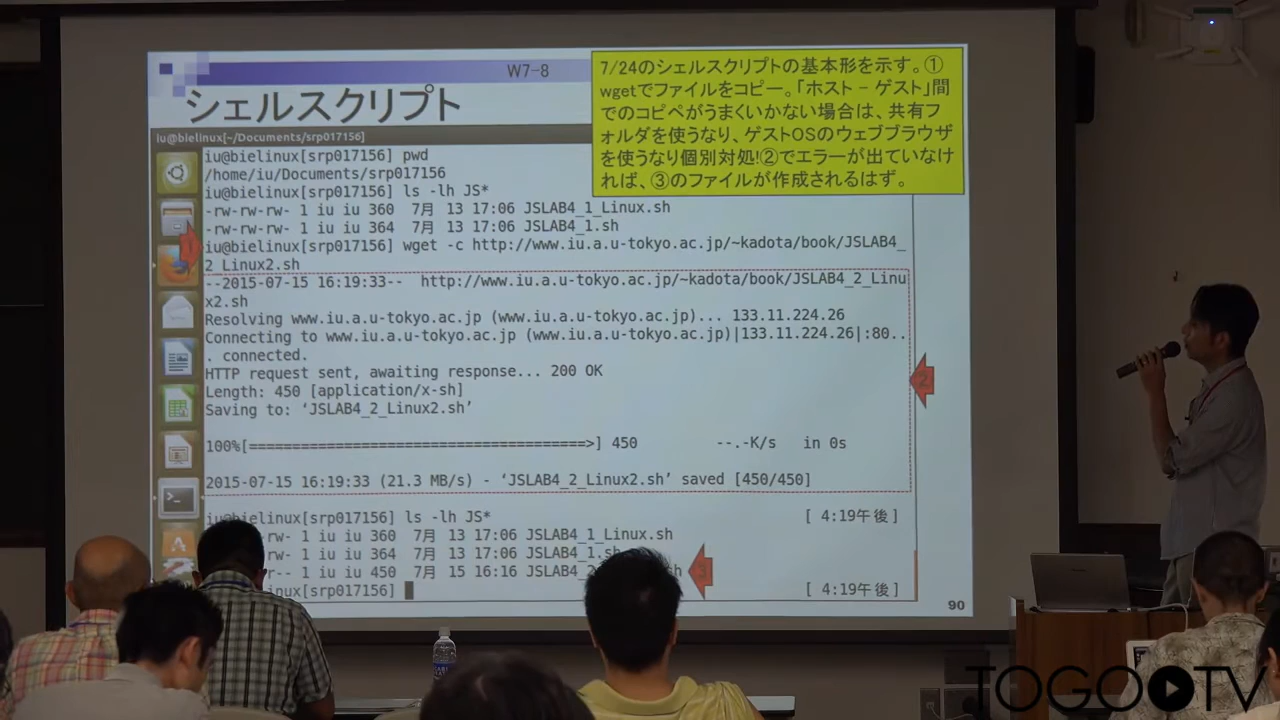 W7-8
シェルスクリプト
7/24のシェルスクリプトの基本形を示す。①
wgetでファイルをコピー。「ホスト − ゲスト」間
でのコピペがうまくいかない場合は、共有フ
ォルダを使うなり、ゲストOSのウェブブラウザ
を使うなり個別対処!②でエラーが出ていなけ
れば、③のファイルが作成されるはず。
iu@bielinux[~/Documents/srp017156]
iu@bielinux[srp017156] pwd
/home/iu/Documents/srp017156
iu@bielinux[srp017156] ls -lh JS*
-rw-rw-rw- 1 iu iu 360 7月 13 17:06 JSLAB4_1_Linux.sh
-rw-rw-rw- 1 iu iu 364 7月 13 17:06 JSLAB4_1.sh
iu@bielinux[srp017156] wget -c http://www.iu.a.u-tokyo.ac.jp/~kadota/book/JSLAB4_
2_Linux2.sh
--2015-07-15 16:19:33-- http://www.iu.a.u-tokyo.ac.jp/~kadota/book/JSLAB4_2_Linu
x2.sh
Resolving www.iu.a.u-tokyo.ac.jp (www.iu.a.u-tokyo.ac.jp)... 133.11.224.26
Connecting to www.iu.a.u-tokyo.ac.jp (www.iu.a.u-tokyo.ac.jp)|133.11.224.26|:80..
. connected.
HTTP request sent, awaiting response... 200 OK
Length: 450 [application/x-sh]
Saving to: ‘JSLAB4_2_Linux2.sh’
100%[=======================================>] 450 --.-K/s in 0s
2015-07-15 16:19:33 (21.3 MB/s) - ‘JSLAB4_2_Linux2.sh’ saved [450/450]
iu@bielinux[srp017156] ls -lh JS* [ 4:19午後]
rw- 1 iu iu 360 7月 13 17:06 JSLAB4_1_Linux.sh
rw- 1 iu iu 364 7月 13 17:06 JSLAB4_1.sh
r-- 1 iu iu 450 7月 15 16:16 JSLAB4_2 sh
inux[srp017156] [ 4:19午後]
①
②
③
90
TOGOTV